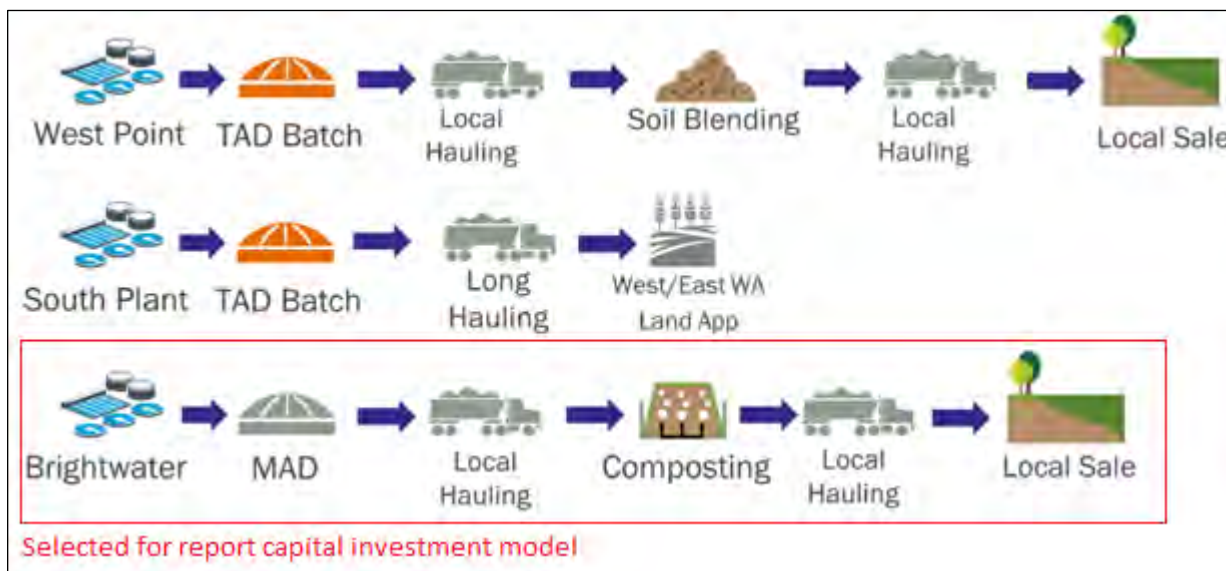 West Point
TAD Batch
Local
Hauling
Soil Blending
Local
Hauling
Local Sale
South Plant
TAD Batch
Long
Hauling
West/East WA
Land App
Brightwater
MAD
Local
Hauling
Composting
Local
Hauling
Local Sale
Selected for report capital investment model